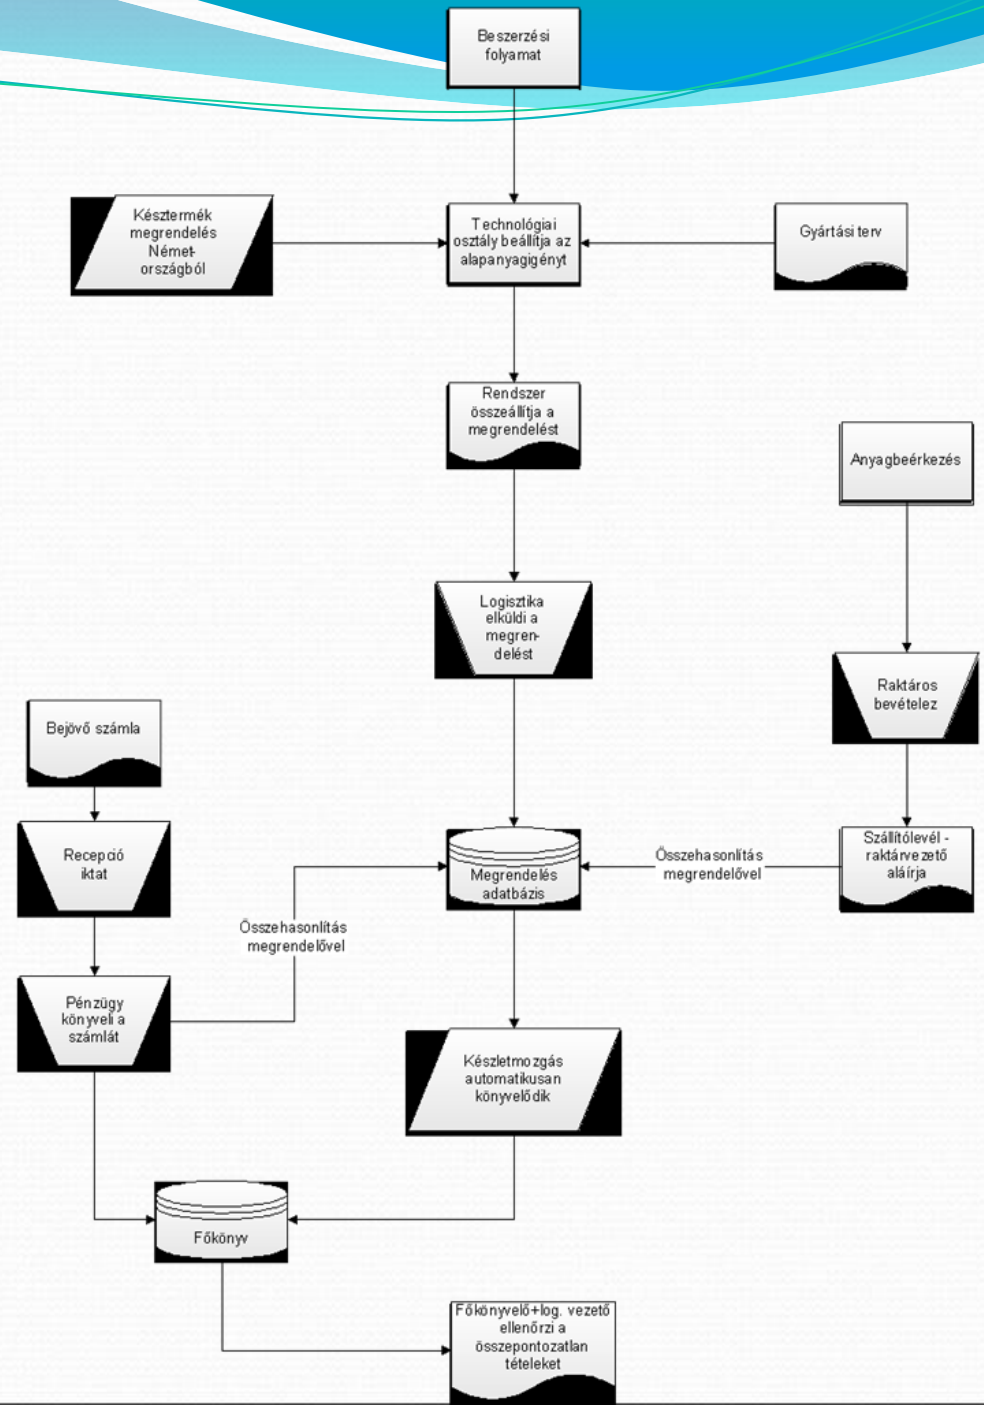 Beszerzési
folyamat
Késztermék
megrendelés
Német-
országból
Technológiai
osztály beállítja az
alapanyagigényt
Gyártási terv
Rendszer
összeállítja a
megrendelést
Anyagbeérkezés
Logisztika
elküldi a
megren-
delést
Raktáros
bevételez
Bejövő számla
Recepció
iktat
Megrendelés
adatbázis
Összehasonlítás
megrendelővel
Szállítólevél -
raktárvezető
aláírja
Összehasonlítás
megrendelővel
Pénzügy
könyveli a
számlát
Készletmozgás
automatikusan
könyvelődik
Főkönyv
Főkönyvelő+log. vezető
ellenőrzi a
összepontozatlan
tételeket